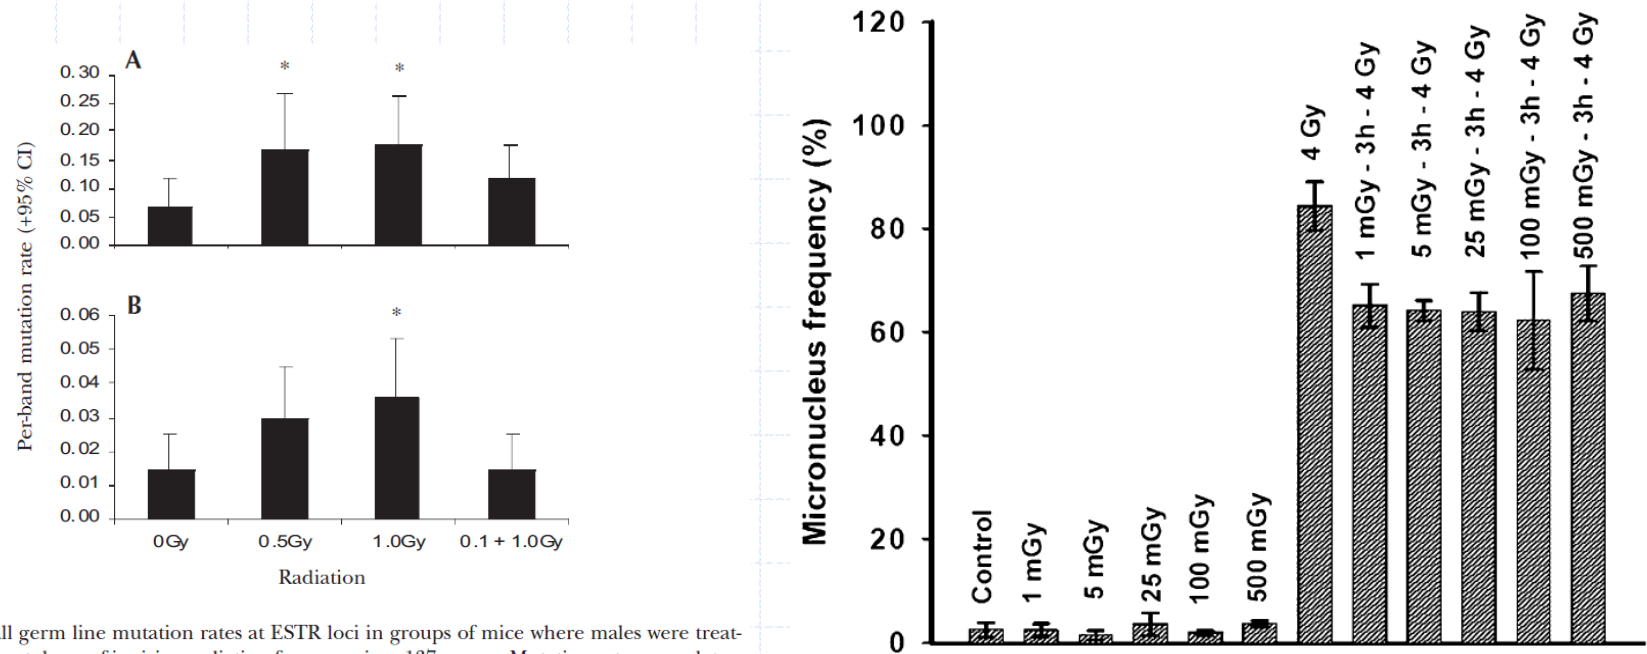 A
0.30
0.25
0.20
0.15
0.10
0.05
0.00
*
*
Per-band mutation rate (+95% CI)
B
0.06
0.05
0.04
0.03
0.02
0.01
0.00
*
0Gy 0.5Gy 1.0Gy 0.1 + 1.0Gy
Radiation
ll germ line mutation rates at ESTR loci in groups of mice where males were treat-
Micronucleus frequency (%)
120
100
80
60
40
20
0
Control
1 mGy
5 mGy
25 mGy
100 mGy
500 mGy
4 Gy
1 mGy - 3h - 4 Gy
5 mGy - 3h - 4 Gy
25 mGy - 3h - 4 Gy
100 mGy - 3h - 4 Gy
500 mGy - 3h - 4 Gy